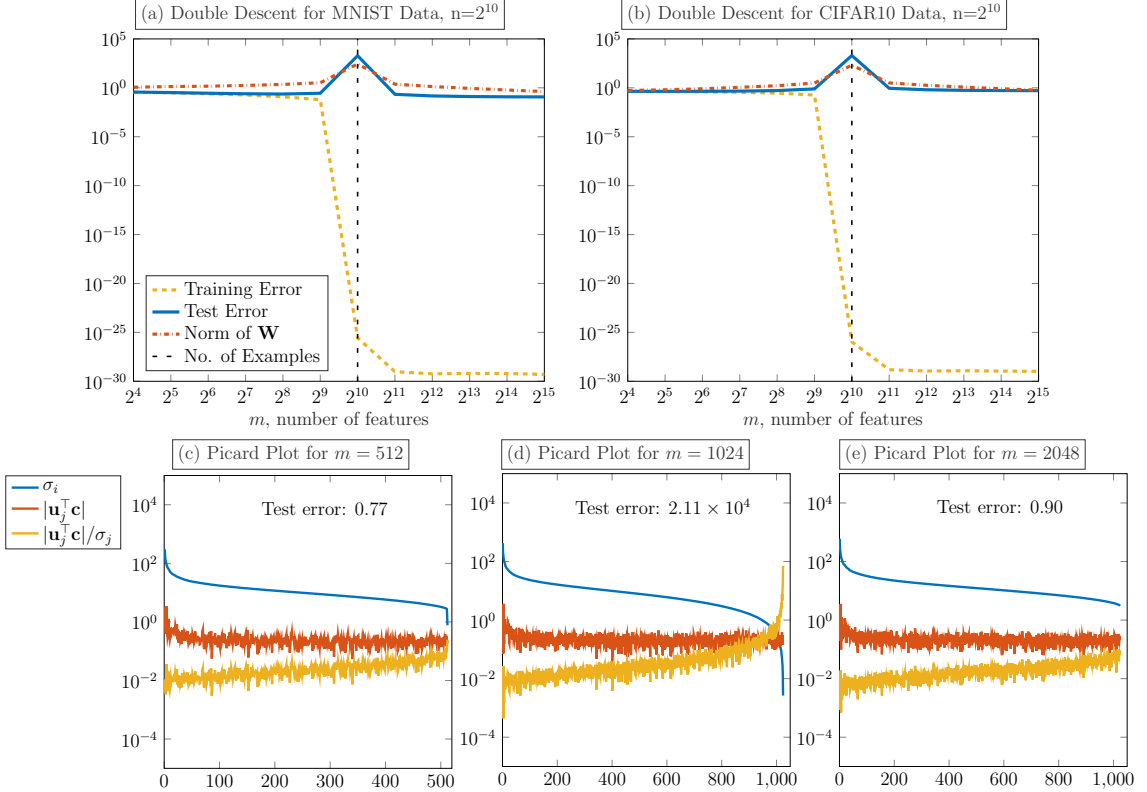 (a) Double Descent for MNIST Data, n=2^10
10^5
10^0
10^−5
10^−10
10^−15
10^−20
10^−25
10^−30
Training Error
Test Error
Norm of W
No. of Examples
2^4 2^5 2^6 2^7 2^8 2^9 2^10 2^11 2^12 2^13 2^14 2^15
m, number of features
(b) Double Descent for CIFAR10 Data, n=2^10
10^5
10^0
10^−5
10^−10
10^−15
10^−20
10^−25
10^−30
2^4 2^5 2^6 2^7 2^8 2^9 2^10 2^11 2^12 2^13 2^14 2^15
m, number of features
σ_i
|u_j^⊤ c|
|u_j^⊤ c|/σ_j
(c) Picard Plot for m = 512
Test error: 0.77
10^4
10^2
10^0
10^−2
10^−4
0 100 200 300 400 500
(d) Picard Plot for m = 1024
Test error: 2.11 × 10^4
10^4
10^2
10^0
10^−2
10^−4
0 200 400 600 800 1,000
(e) Picard Plot for m = 2048
Test error: 0.90
10^4
10^2
10^0
10^−2
10^−4
0 200 400 600 800 1,000